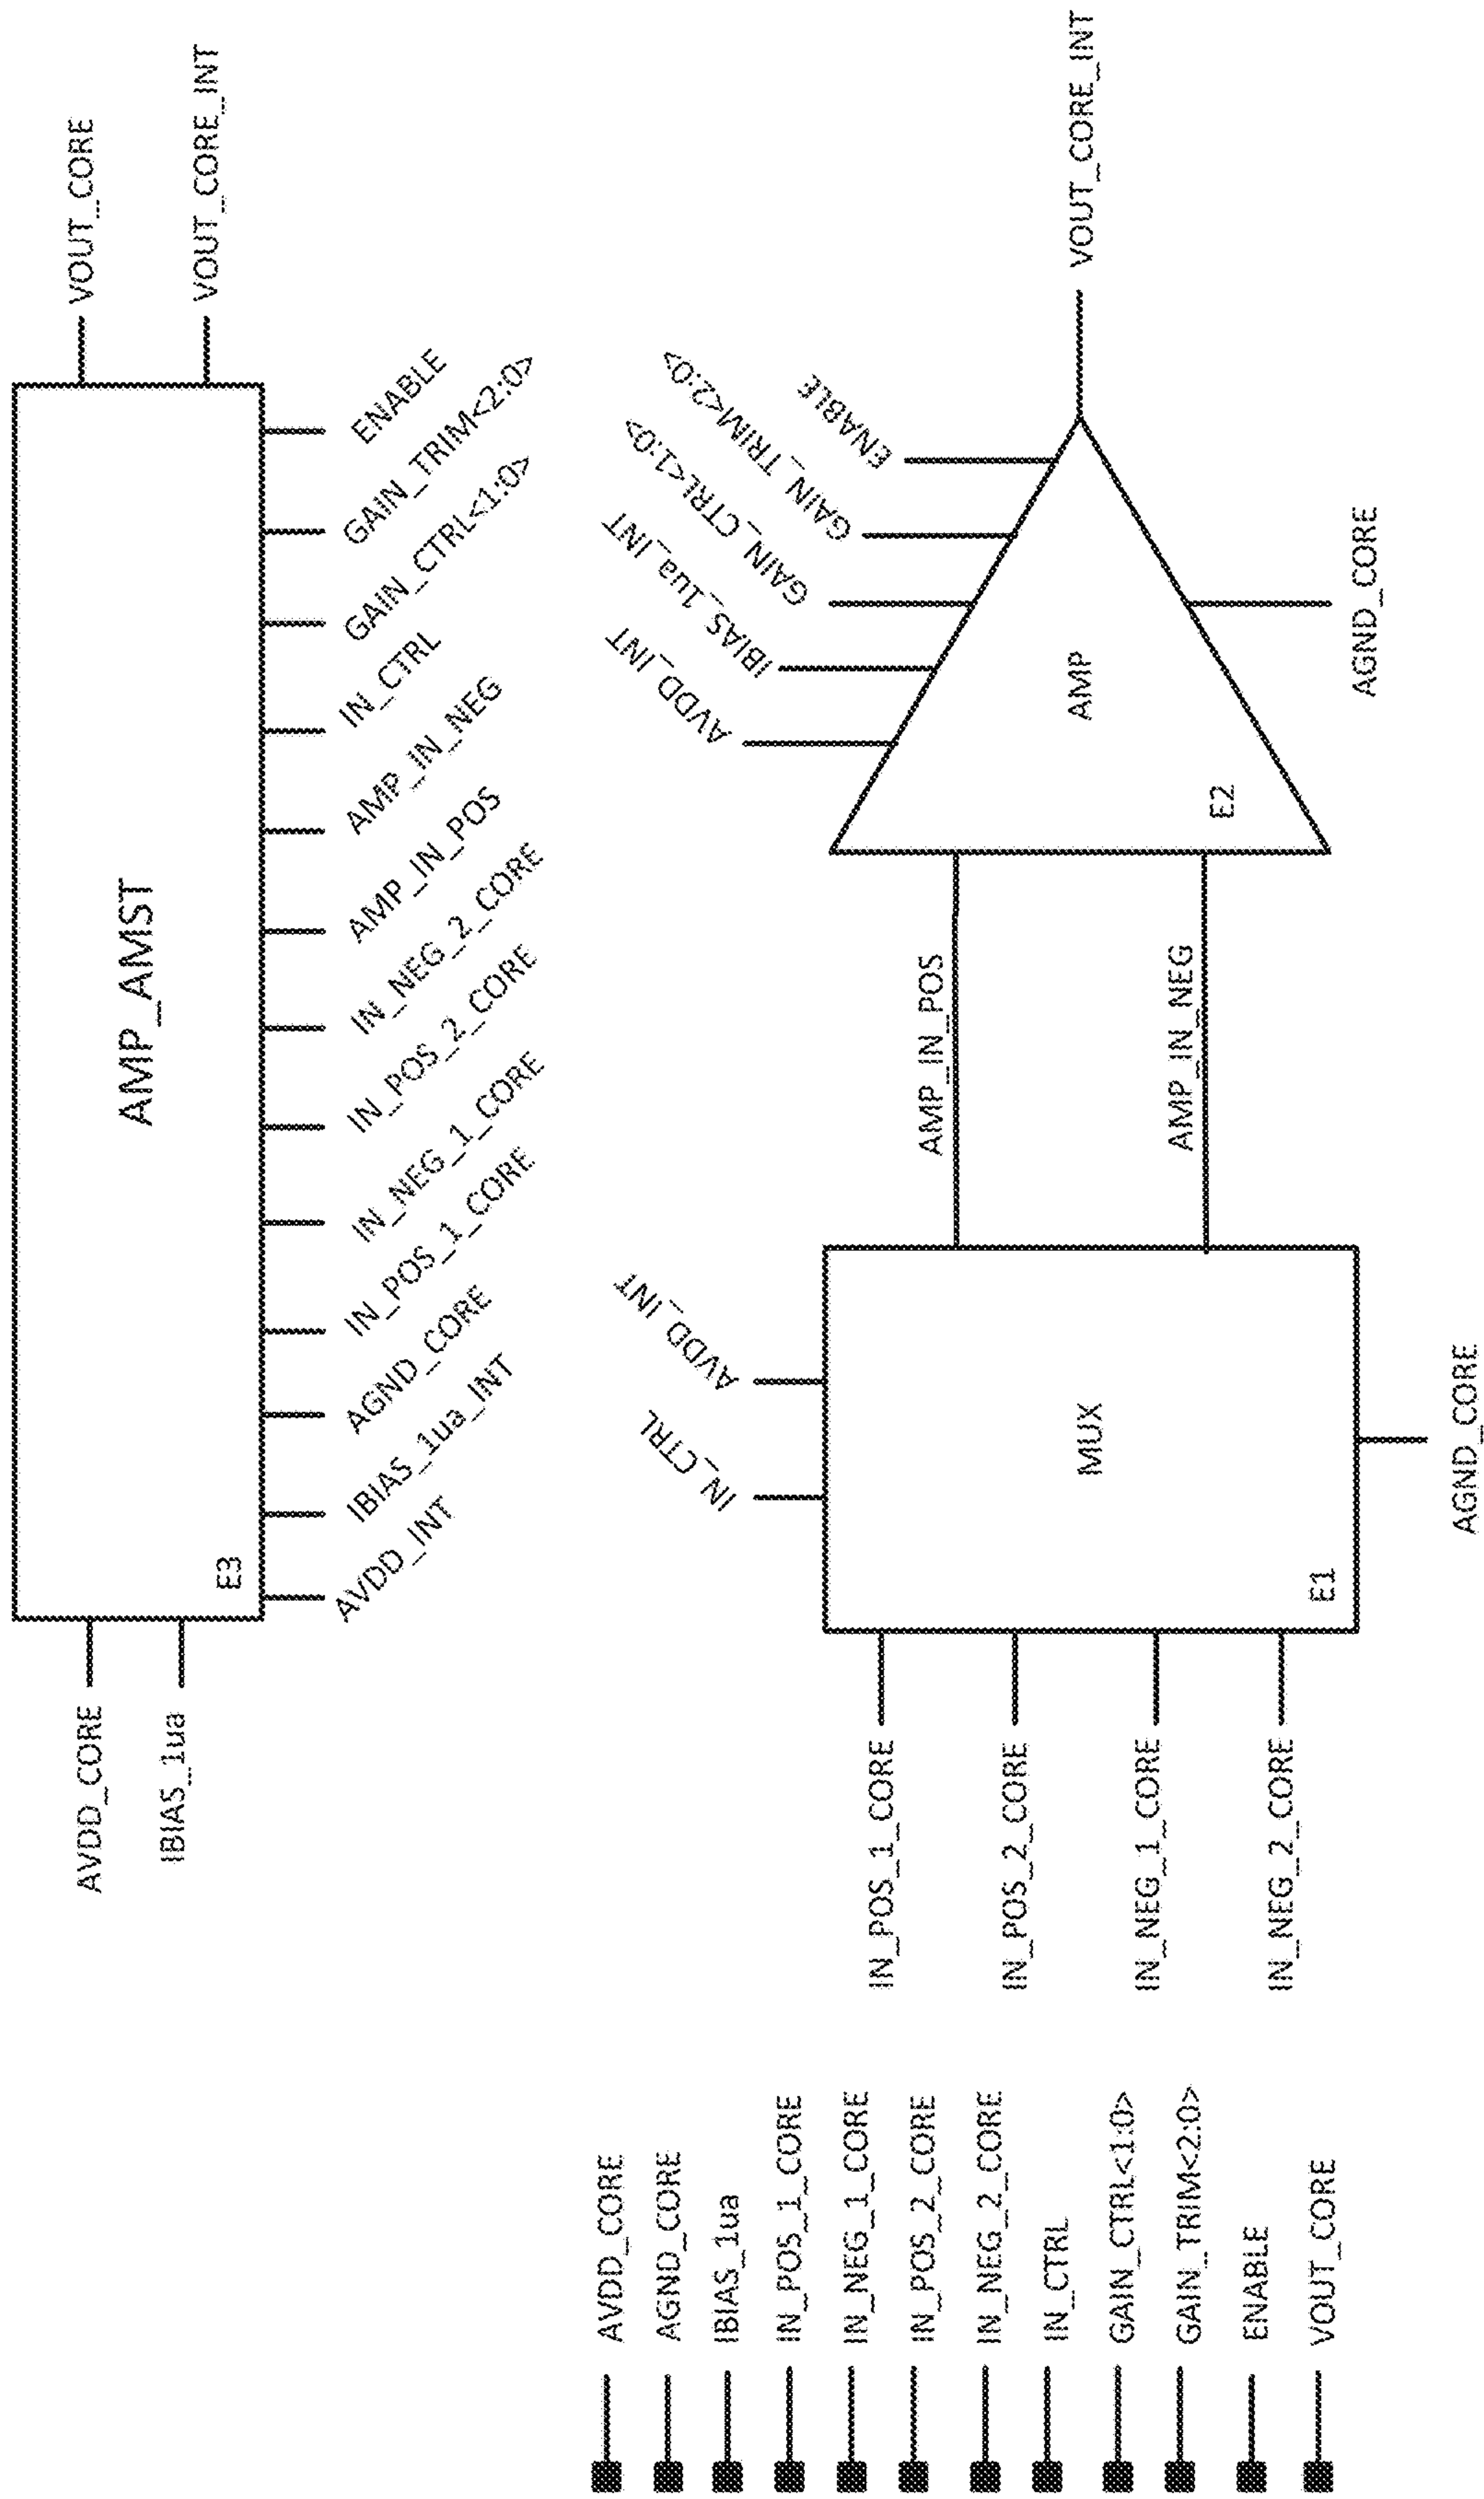 AVDD_CORE
IBIAS_1ua
AMP_AMST
E3
VOUT_CORE
VOUT_CORE_INT
AVDD_INT
IBIAS_1ua_INT
AGND_CORE
IN_POS_1_CORE
IN_NEG_1_CORE
IN_POS_2_CORE
IN_NEG_2_CORE
AMP_IN_POS
AMP_IN_NEG
IN_CTRL
GAIN_CTRL<1:0>
GAIN_TRIM<2:0>
ENABLE
AVDD_CORE
AGND_CORE
IBIAS_1ua
IN_POS_1_CORE
IN_NEG_1_CORE
IN_POS_2_CORE
IN_NEG_2_CORE
IN_CTRL
GAIN_CTRL<1:0>
GAIN_TRIM<2:0>
ENABLE
VOUT_CORE
IN_POS_1_CORE
IN_POS_2_CORE
IN_NEG_1_CORE
IN_NEG_2_CORE
IN_CTRL
AVDD_INT
MUX
E1
AGND_CORE
AMP_IN_POS
AMP_IN_NEG
AVDD_INT
IBIAS_1ua_INT
GAIN_CTRL<1:0>
GAIN_TRIM<2:0>
ENABLE
AMP
E2
AGND_CORE
VOUT_CORE_INT